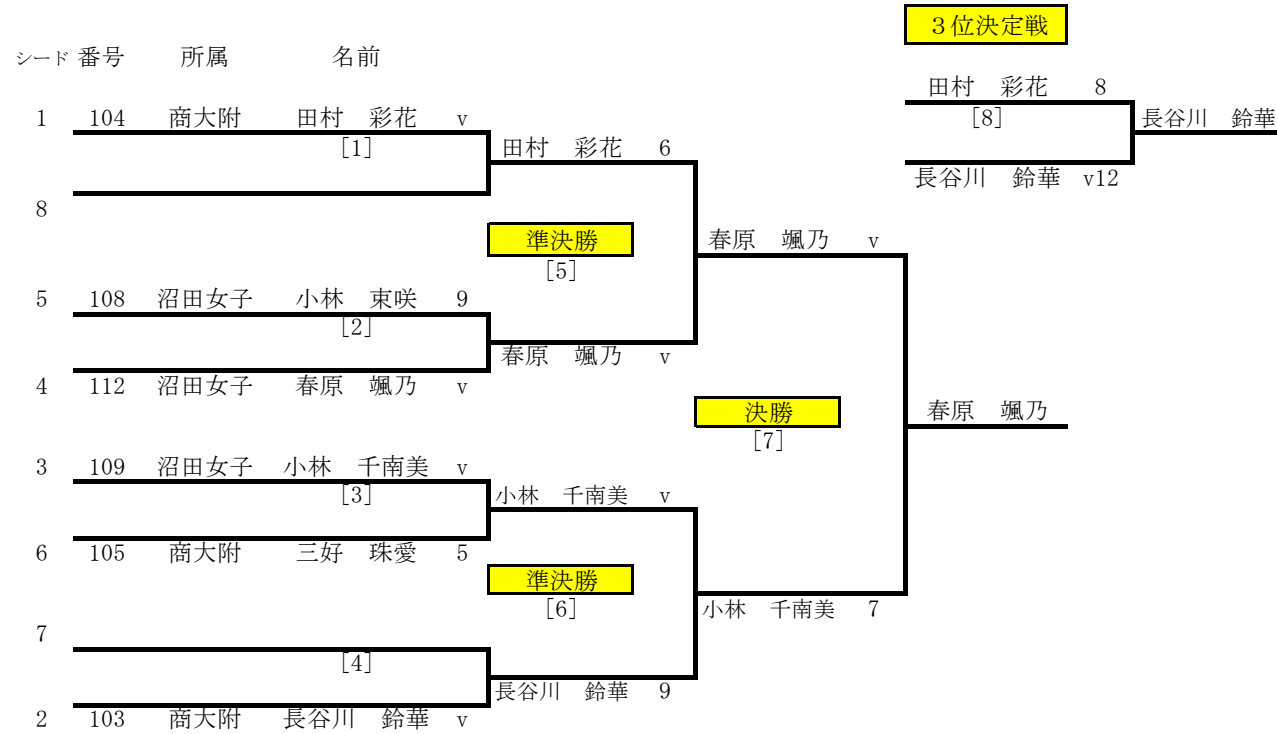 ３位決定戦
シード 番号 所属 名前
田村 彩花 8
1 104 商大附 田村 彩花 v
[8] 長谷川 鈴華
[1] 田村 彩花 6
長谷川 鈴華 v12
8
準決勝 春原 颯乃 v
[5]
5 108 沼田女子 小林 束咲 9
[2]
春原 颯乃 v
4 112 沼田女子 春原 颯乃 v
決勝 春原 颯乃
[7]
3 109 沼田女子 小林 千南美 v
[3] 小林 千南美 v
6 105 商大附 三好 珠愛 5
準決勝
[6] 小林 千南美 7
7
[4]
長谷川 鈴華 9
2 103 商大附 長谷川 鈴華 v